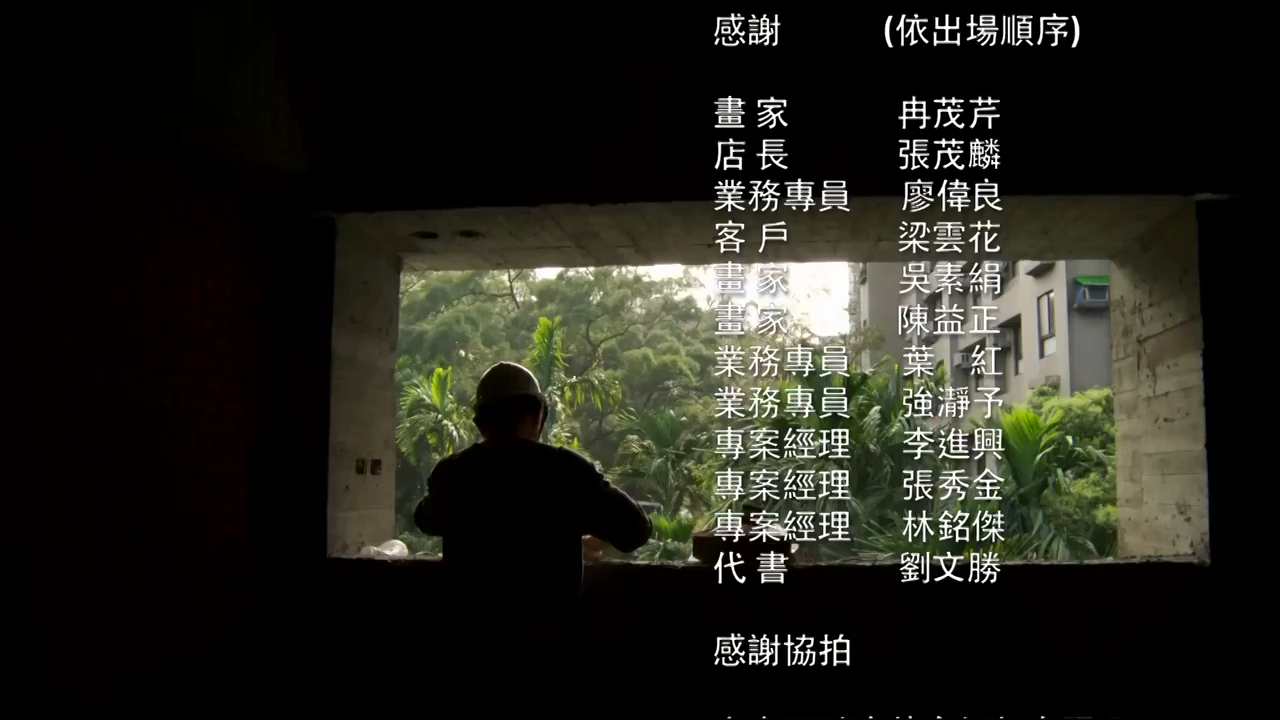 感謝 (依出場順序)
畫家 冉茂芹
店長 張茂麟
業務專員 廖偉良
客戶 梁雲花
畫家 吳素絹
畫家 陳益正
業務專員 葉 紅
業務專員 強瀞予
專案經理 李進興
專案經理 張秀金
專案經理 林銘傑
代書 劉文勝
感謝協拍